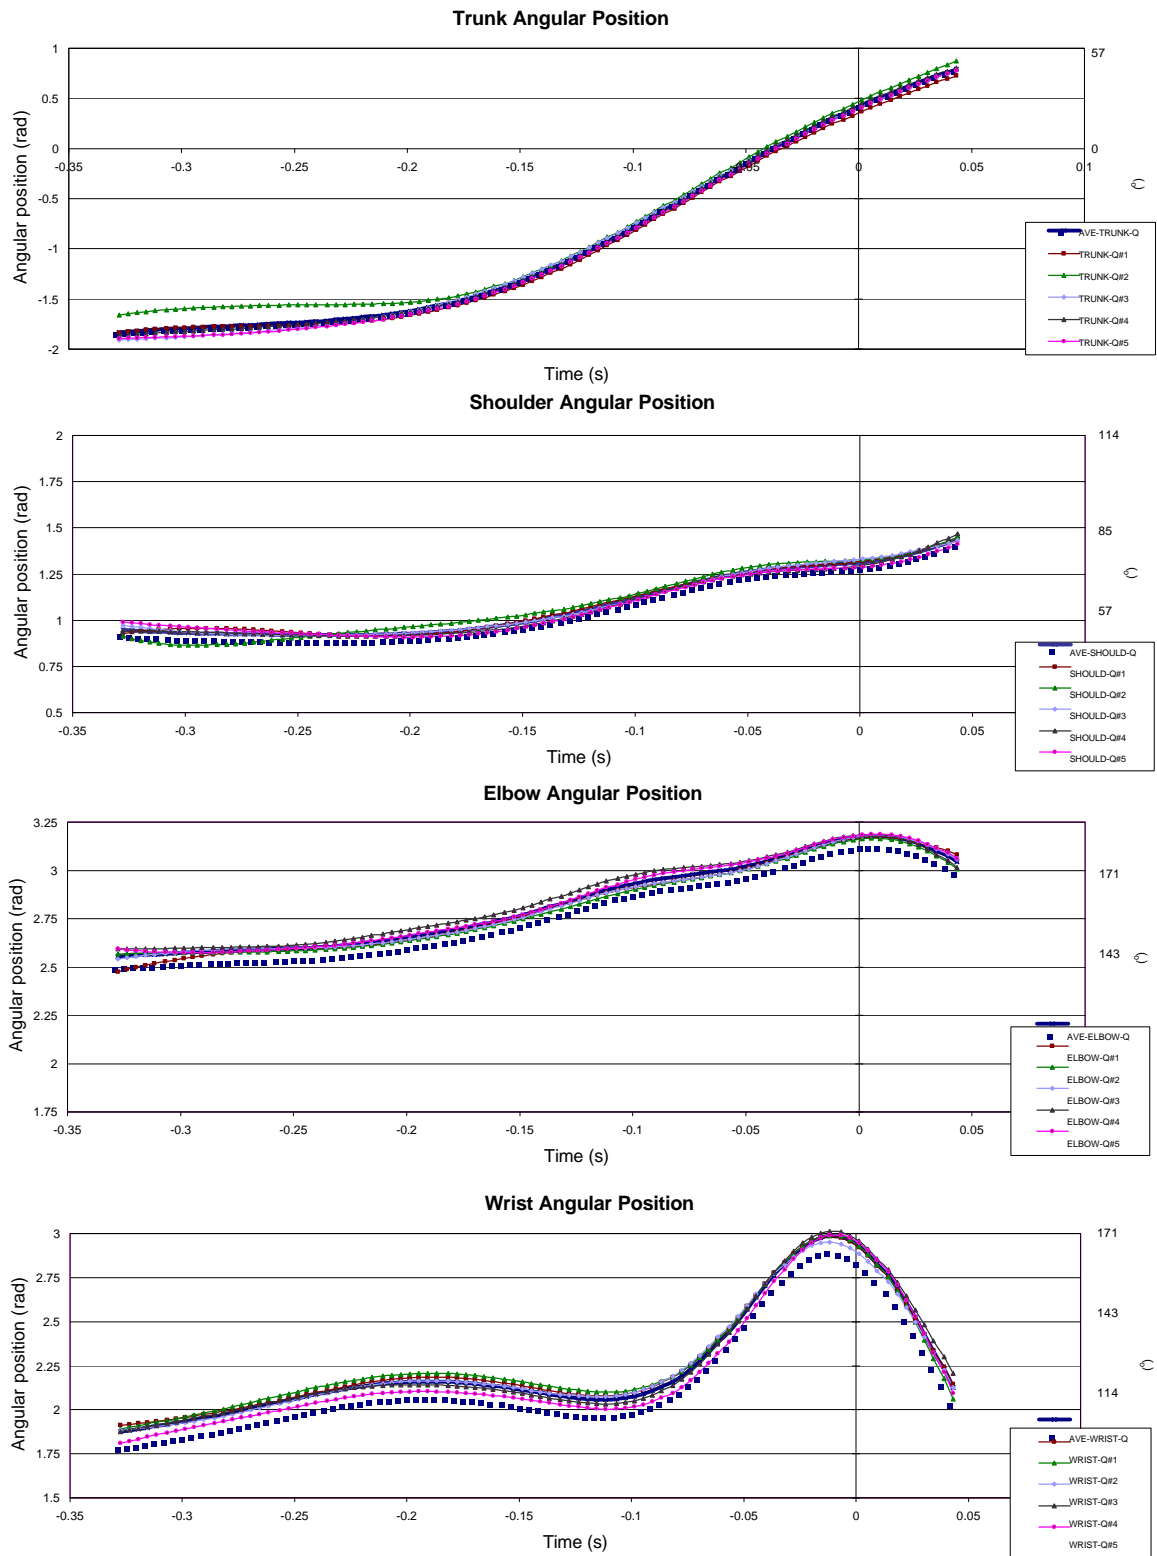 Trunk Angular Position
1
0.5
0
-0.5
-1
-1.5
-2
-0.35 -0.3 -0.25 -0.2 -0.15 -0.1 -0.05 0 0.05 0.1
57
0
(º)
Angular position (rad)
Time (s)
AVE-TRUNK-Q
TRUNK-Q#1
TRUNK-Q#2
TRUNK-Q#3
TRUNK-Q#4
TRUNK-Q#5
Shoulder Angular Position
2
1.75
1.5
1.25
1
0.75
0.5
-0.35 -0.3 -0.25 -0.2 -0.15 -0.1 -0.05 0 0.05
114
85
57
(º)
Angular position (rad)
Time (s)
AVE-SHOULD-Q
SHOULD-Q#1
SHOULD-Q#2
SHOULD-Q#3
SHOULD-Q#4
SHOULD-Q#5
Elbow Angular Position
3.25
3
2.75
2.5
2.25
2
1.75
-0.35 -0.3 -0.25 -0.2 -0.15 -0.1 -0.05 0 0.05
171
143
(º)
Angular position (rad)
Time (s)
AVE-ELBOW-Q
ELBOW-Q#1
ELBOW-Q#2
ELBOW-Q#3
ELBOW-Q#4
ELBOW-Q#5
Wrist Angular Position
3
2.75
2.5
2.25
2
1.75
1.5
-0.35 -0.3 -0.25 -0.2 -0.15 -0.1 -0.05 0 0.05
171
143
114
(º)
Angular position (rad)
Time (s)
AVE-WRIST-Q
WRIST-Q#1
WRIST-Q#2
WRIST-Q#3
WRIST-Q#4
WRIST-Q#5